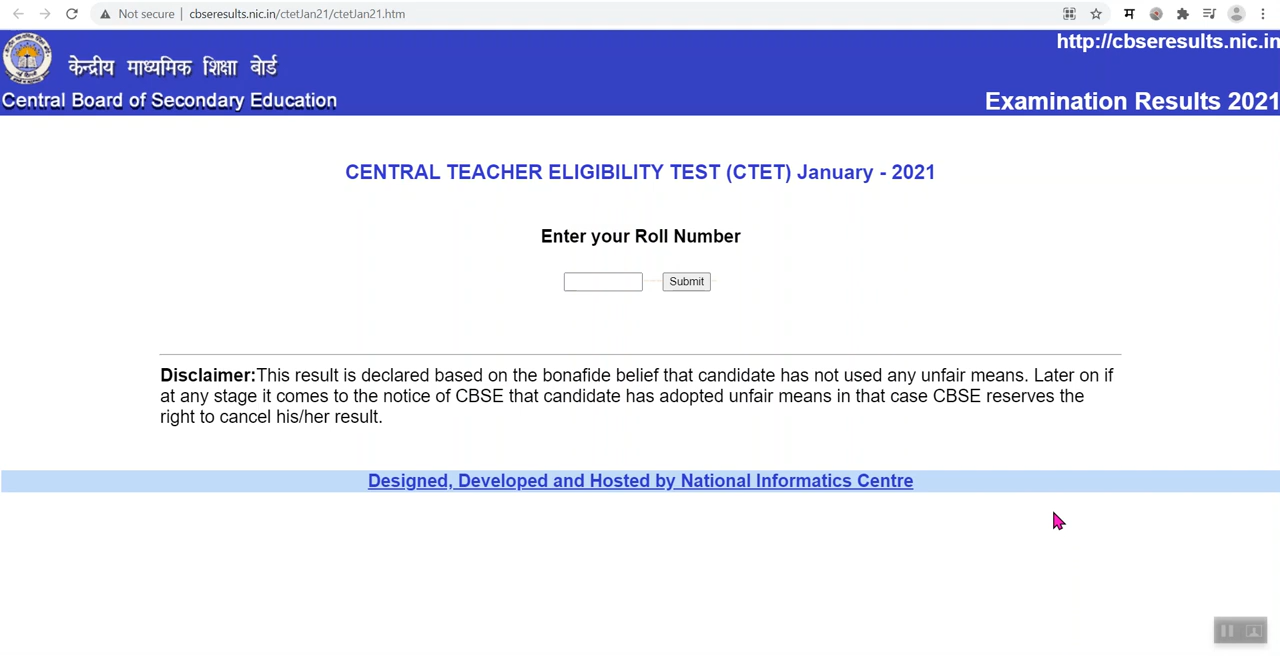 Not secure | cbseresults.nic.in/ctetJan21/ctetJan21.htm
म
http://cbseresults.nic.in
केन्द्रीय माध्यमिक शिक्षा बोर्ड
Central Board of Secondary Education
Examination Results 2021
CENTRAL TEACHER ELIGIBILITY TEST (CTET) January - 2021
Enter your Roll Number
Submit
Disclaimer:This result is declared based on the bonafide belief that candidate has not used any unfair means. Later on if
at any stage it comes to the notice of CBSE that candidate has adopted unfair means in that case CBSE reserves the
right to cancel his/her result.
Designed, Developed and Hosted by National Informatics Centre